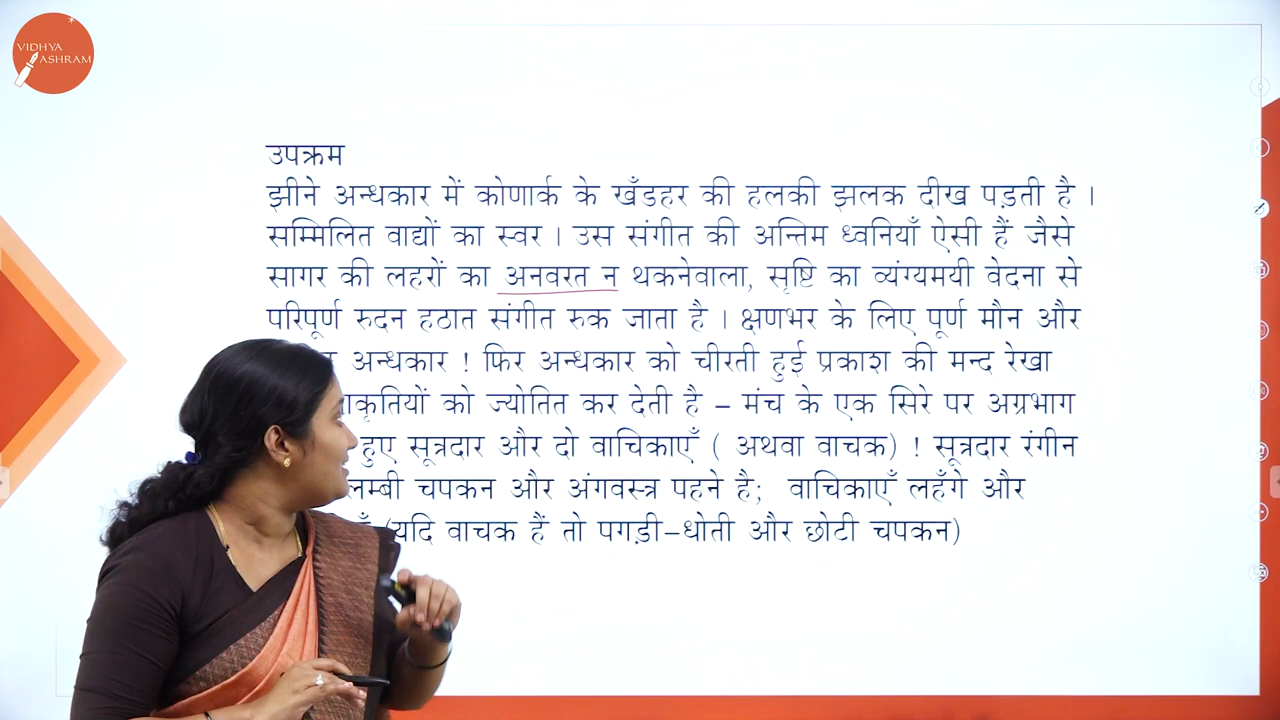 VIDHYA
ASHRAM
उपक्रम
झीने अन्धकार में कोणार्क के खँडहर की हलकी झलक दीख पड़ती है ।
सम्मिलित वाद्यों का स्वर । उस संगीत की अन्तिम ध्वनियाँ ऐसी हैं जैसे
सागर की लहरों का अनवरत न थकनेवाला, सृष्टि का व्यंग्यमयी वेदना से
परिपूर्ण रुदन हठात संगीत रुक जाता है । क्षणभर के लिए पूर्ण मौन और
अन्धकार ! फिर अन्धकार को चीरती हुई प्रकाश की मन्द रेखा
को ज्योतित कर देती है – मंच के एक सिरे पर अग्रभाग
हुए सूत्रदार और दो वाचिकाएँ ( अथवा वाचक) ! सूत्रदार रंगीन
लम्बी चपकन और अंगवस्त्र पहने है; वाचिकाएँ लहँगे और
(यदि वाचक हैं तो पगड़ी–धोती और छोटी चपकन)